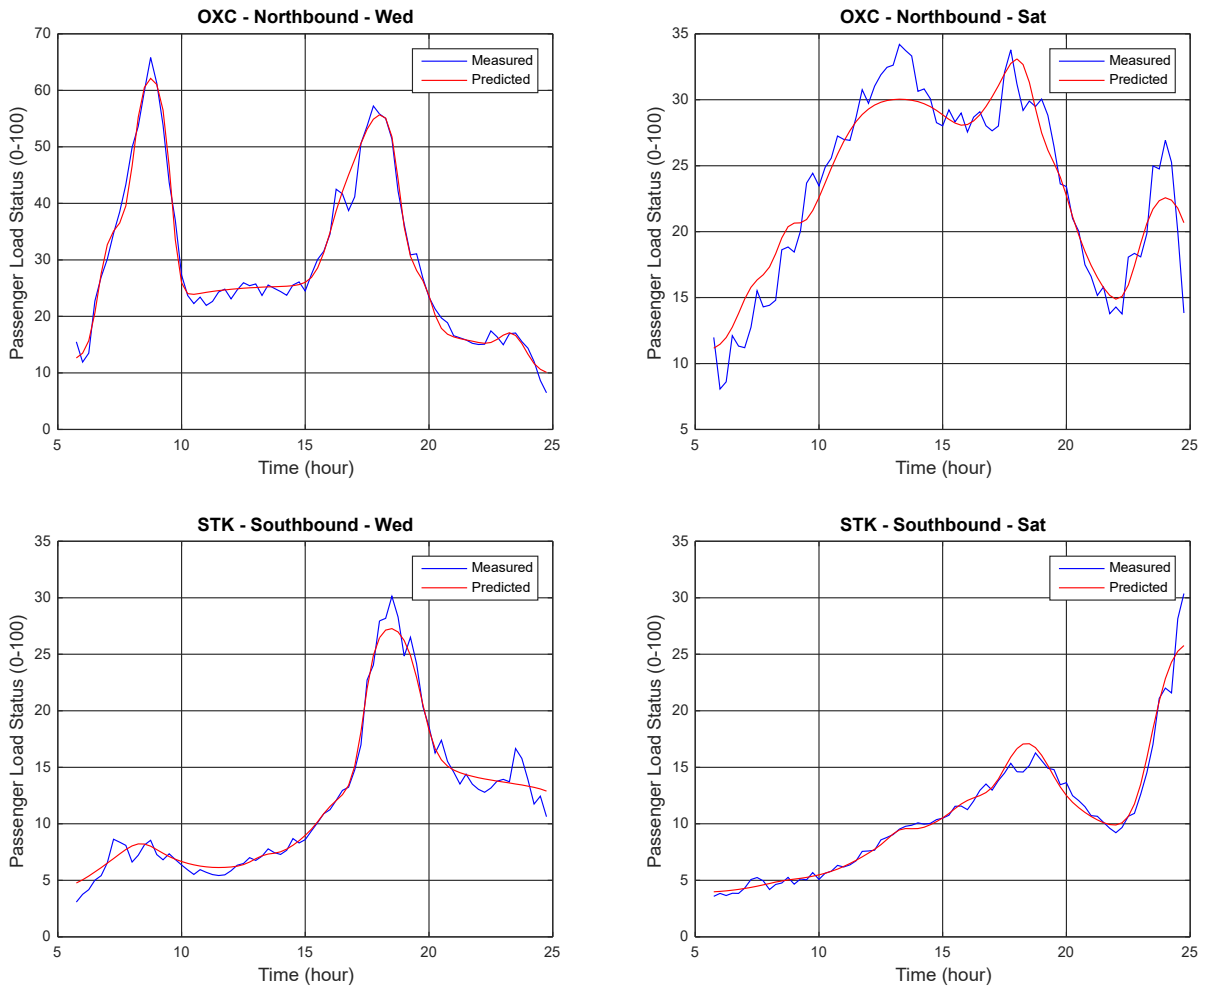 OXC - Northbound - Wed
Passenger Load Status (0-100)
70
60
50
40
30
20
10
0
5
10
15
20
25
Time (hour)
Measured
Predicted
OXC - Northbound - Sat
Passenger Load Status (0-100)
35
30
25
20
15
10
5
5
10
15
20
25
Time (hour)
Measured
Predicted
STK - Southbound - Wed
Passenger Load Status (0-100)
35
30
25
20
15
10
5
0
5
10
15
20
25
Time (hour)
Measured
Predicted
STK - Southbound - Sat
Passenger Load Status (0-100)
35
30
25
20
15
10
5
0
5
10
15
20
25
Time (hour)
Measured
Predicted